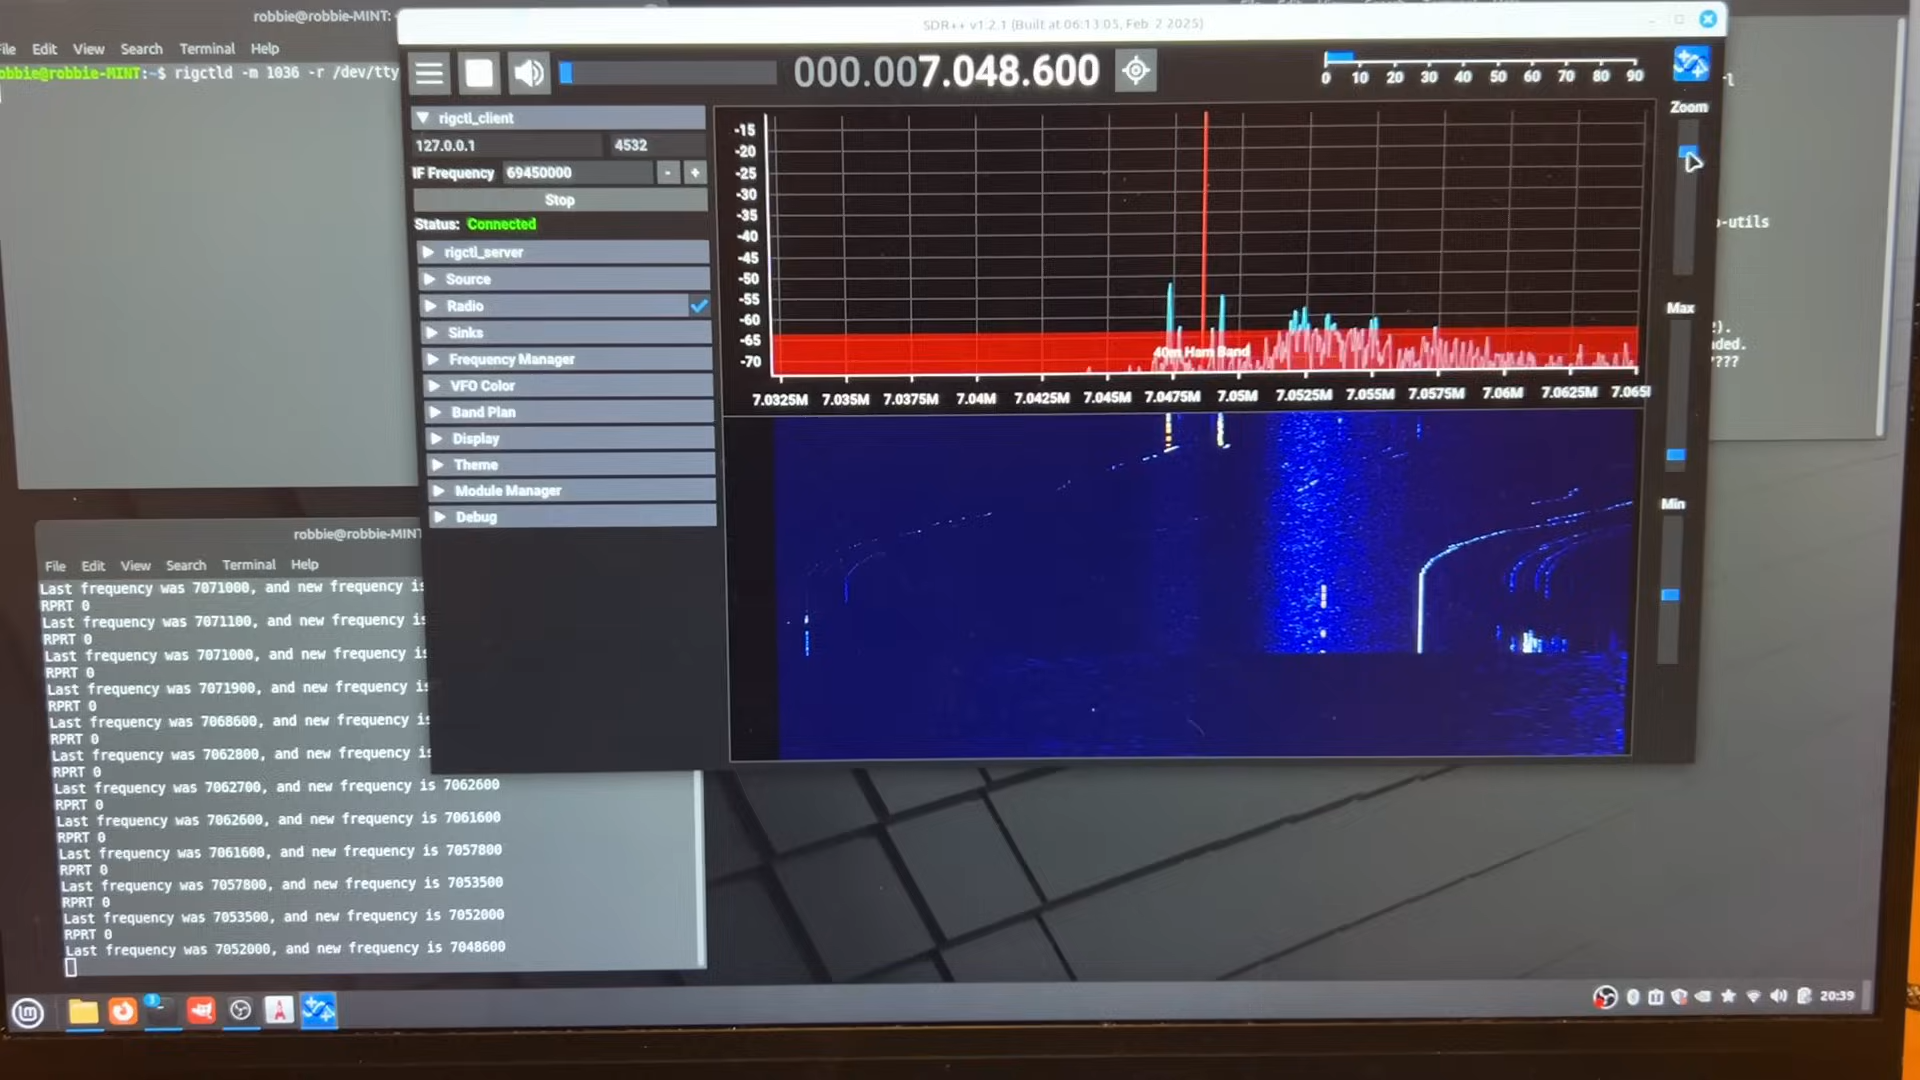 robbie@robbie-MINT:
File Edit View Search Terminal Help
robbie@robbie-MINT:~$ rigctld -m 1036 -r /dev/tty
SDR++ v1.2.1 (Built at 06:13:05, Feb 2 2025)
000.007.048.600
0 10 20 30 40 50 60 70 80 90
rigctl_client
127.0.0.1 4532
IF Frequency 69450000 - +
Stop
Status: Connected
rigctl_server
Source
Radio
Sinks
Frequency Manager
VFO Color
Band Plan
Display
Theme
Module Manager
Debug
-15
-20
-25
-30
-35
-40
-45
-50
-55
-60
-65
-70
40m Ham Band
7.0325M 7.035M 7.0375M 7.04M 7.0425M 7.045M 7.0475M 7.05M 7.0525M 7.055M 7.0575M 7.06M 7.0625M 7.065
Zoom
Max
Min
-utils
).
ded.
???
robbie@robbie-MINT
File Edit View Search Terminal Help
Last frequency was 7071000, and new frequency is
RPRT 0
Last frequency was 7071100, and new frequency is
RPRT 0
Last frequency was 7071000, and new frequency is
RPRT 0
Last frequency was 7071900, and new frequency is
RPRT 0
Last frequency was 7068600, and new frequency is
RPRT 0
Last frequency was 7062800, and new frequency is
RPRT 0
Last frequency was 7062700, and new frequency is 7062600
RPRT 0
Last frequency was 7062600, and new frequency is 7061600
RPRT 0
Last frequency was 7061600, and new frequency is 7057800
RPRT 0
Last frequency was 7057800, and new frequency is 7053500
RPRT 0
Last frequency was 7053500, and new frequency is 7052000
RPRT 0
Last frequency was 7052000, and new frequency is 7048600
3
20:39